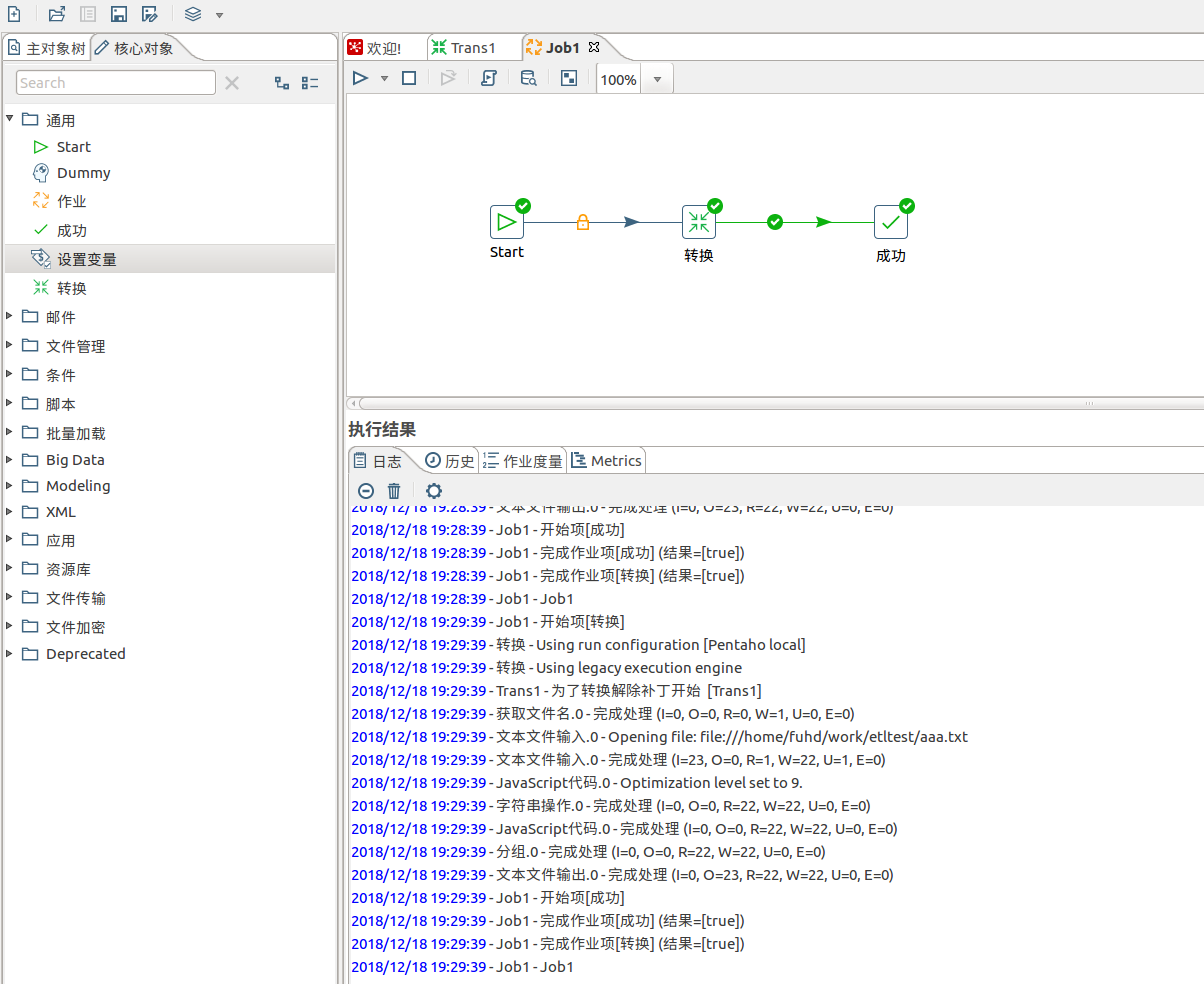 主对象树 核心对象
Search
通用
Start
Dummy
作业
成功
设置变量
转换
邮件
文件管理
条件
脚本
批量加载
Big Data
Modeling
XML
应用
资源库
文件传输
文件加密
Deprecated
欢迎! Trans1 Job1
100%
Start 转换 成功
执行结果
日志 历史 作业度量 Metrics
2018/12/18 19:28:39 - 文本文件输出.0 - 完成处理 (I=0, O=23, R=22, W=22, U=0, E=0)
2018/12/18 19:28:39 - Job1 - 开始项[成功]
2018/12/18 19:28:39 - Job1 - 完成作业项[成功] (结果=[true])
2018/12/18 19:28:39 - Job1 - 完成作业项[转换] (结果=[true])
2018/12/18 19:28:39 - Job1 - Job1
2018/12/18 19:29:39 - Job1 - 开始项[转换]
2018/12/18 19:29:39 - 转换 - Using run configuration [Pentaho local]
2018/12/18 19:29:39 - 转换 - Using legacy execution engine
2018/12/18 19:29:39 - Trans1 - 为了转换解除补丁开始 [Trans1]
2018/12/18 19:29:39 - 获取文件名.0 - 完成处理 (I=0, O=0, R=0, W=1, U=0, E=0)
2018/12/18 19:29:39 - 文本文件输入.0 - Opening file: file:///home/fuhd/work/etltest/aaa.txt
2018/12/18 19:29:39 - 文本文件输入.0 - 完成处理 (I=23, O=0, R=1, W=22, U=1, E=0)
2018/12/18 19:29:39 - JavaScript代码.0 - Optimization level set to 9.
2018/12/18 19:29:39 - 字符串操作.0 - 完成处理 (I=0, O=0, R=22, W=22, U=0, E=0)
2018/12/18 19:29:39 - JavaScript代码.0 - 完成处理 (I=0, O=0, R=22, W=22, U=0, E=0)
2018/12/18 19:29:39 - 分组.0 - 完成处理 (I=0, O=0, R=22, W=22, U=0, E=0)
2018/12/18 19:29:39 - 文本文件输出.0 - 完成处理 (I=0, O=23, R=22, W=22, U=0, E=0)
2018/12/18 19:29:39 - Job1 - 开始项[成功]
2018/12/18 19:29:39 - Job1 - 完成作业项[成功] (结果=[true])
2018/12/18 19:29:39 - Job1 - 完成作业项[转换] (结果=[true])
2018/12/18 19:29:39 - Job1 - Job1